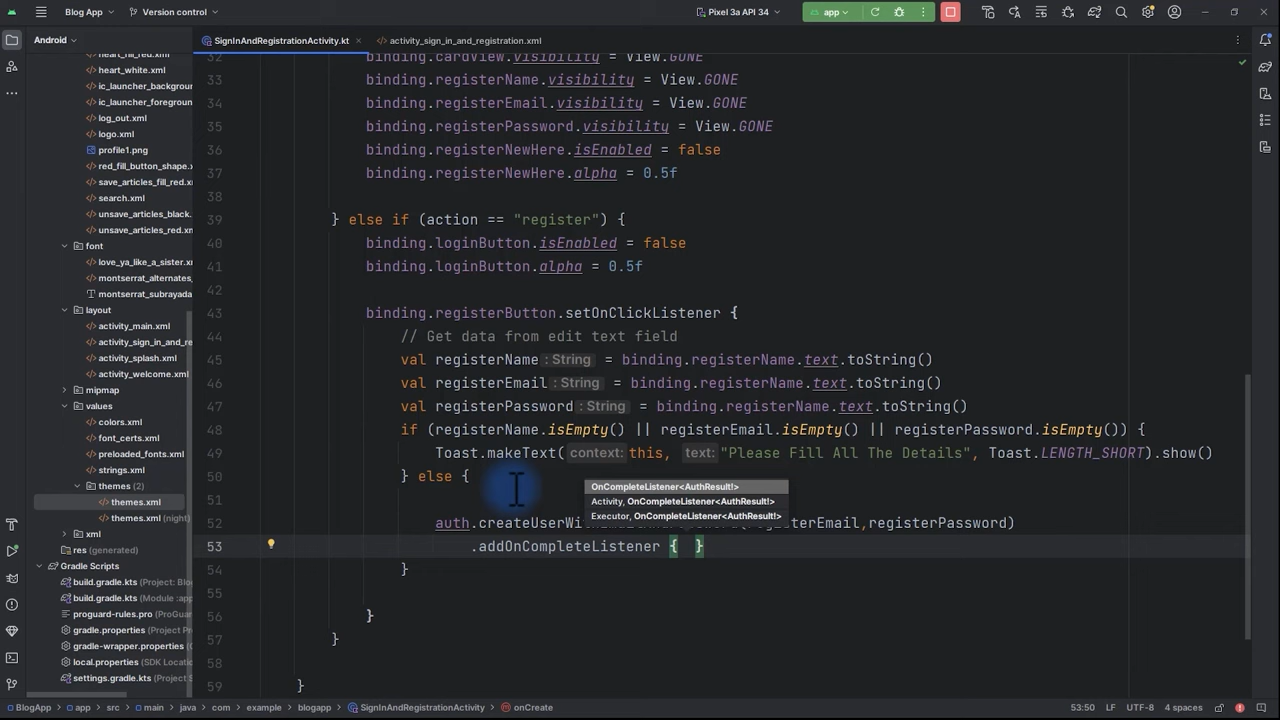 Blog App
Version control
Pixel 3a API 34
app
Android
SignInAndRegistrationActivity.kt
activity_sign_in_and_registration.xml
heart_fill_red.xml
heart_white.xml
ic_launcher_backgroun
ic_launcher_foregroun
log_out.xml
logo.xml
profile1.png
red_fill_button_shape.x
save_articles_fill_red.x
search.xml
unsave_articles_black.
unsave_articles_red.xm
font
love_ya_like_a_sister.x
montserrat_alternates_
montserrat_subrayada
layout
activity_main.xml
activity_sign_in_and_re
activity_splash.xml
activity_welcome.xml
mipmap
values
colors.xml
font_certs.xml
preloaded_fonts.xml
strings.xml
themes (2)
themes.xml
themes.xml (night)
xml
res (generated)
Gradle Scripts
build.gradle.kts (Project: Blog
build.gradle.kts (Module :app
proguard-rules.pro (ProGuar
gradle.properties (Project Pro
gradle-wrapper.properties (
local.properties (SDK Locatio
settings.gradle.kts (Project S
32 binding.cardView.visibility = View.GONE
33 binding.registerName.visibility = View.GONE
34 binding.registerEmail.visibility = View.GONE
35 binding.registerPassword.visibility = View.GONE
36 binding.registerNewHere.isEnabled = false
37 binding.registerNewHere.alpha = 0.5f
38
39 } else if (action == "register") {
40 binding.loginButton.isEnabled = false
41 binding.loginButton.alpha = 0.5f
42
43 binding.registerButton.setOnClickListener {
44 // Get data from edit text field
45 val registerName : String = binding.registerName.text.toString()
46 val registerEmail : String = binding.registerName.text.toString()
47 val registerPassword : String = binding.registerName.text.toString()
48 if (registerName.isEmpty() || registerEmail.isEmpty() || registerPassword.isEmpty()) {
49 Toast.makeText( context: this, text: "Please Fill All The Details", Toast.LENGTH_SHORT).show()
50 } else {
OnCompleteListener<AuthResult!>
51
Activity, OnCompleteListener<AuthResult!>
Executor, OnCompleteListener<AuthResult!>
52 auth.createUserWithEmailAndPassword(registerEmail,registerPassword)
53 .addOnCompleteListener { }
54 }
55
56 }
57 }
58
59 }
BlogApp
app
src
main
java
com
example
blogapp
SignInAndRegistrationActivity
onCreate
53:50 LF UTF-8 4 spaces